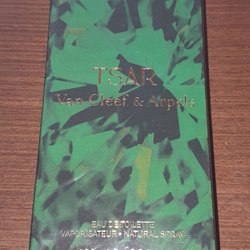 TSAR
Van Cleef & Arpels
EAU DE TOILETTE
VAPORISATEUR • NATURAL SPRAY